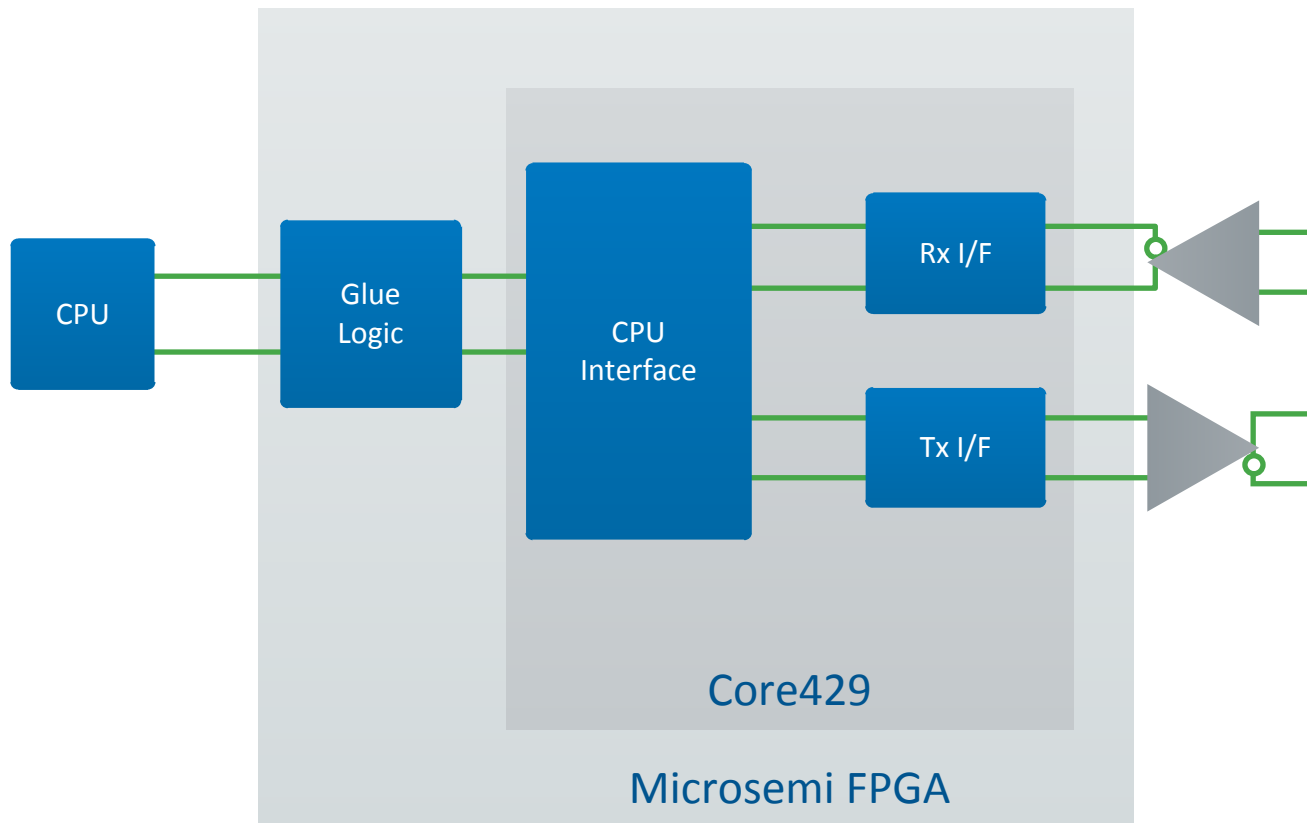 CPU
Glue
Logic
CPU
Interface
Rx I/F
Tx I/F
Core429
Microsemi FPGA